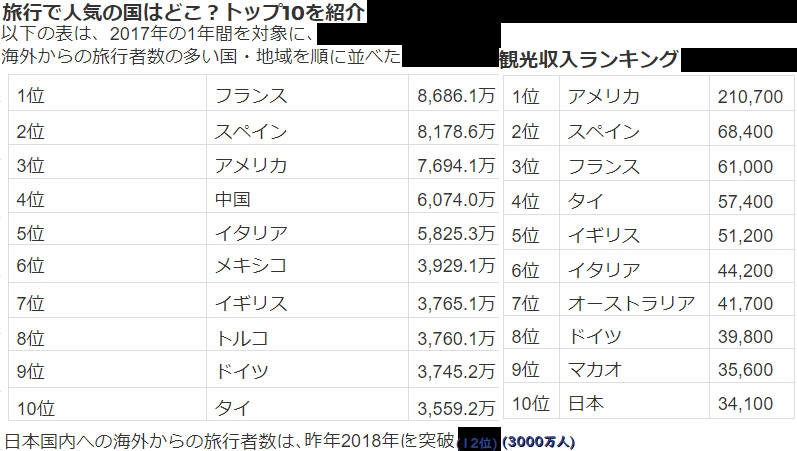 旅行で人気の国はどこ?トップ10を紹介
以下の表は、2017年の1年間を対象に、
海外からの旅行者数の多い国・地域を順に並べた
1位 フランス 8,686.1万
2位 スペイン 8,178.6万
3位 アメリカ 7,694.1万
4位 中国 6,074.0万
5位 イタリア 5,825.3万
6位 メキシコ 3,929.1万
7位 イギリス 3,765.1万
8位 トルコ 3,760.1万
9位 ドイツ 3,745.2万
10位 タイ 3,559.2万
観光収入ランキング
1位 アメリカ 210,700
2位 スペイン 68,400
3位 フランス 61,000
4位 タイ 57,400
5位 イギリス 51,200
6位 イタリア 44,200
7位 オーストラリア 41,700
8位 ドイツ 39,800
9位 マカオ 35,600
10位 日本 34,100
日本国内への海外からの旅行者数は、昨年2018年に突破 (12位) (3000万人)